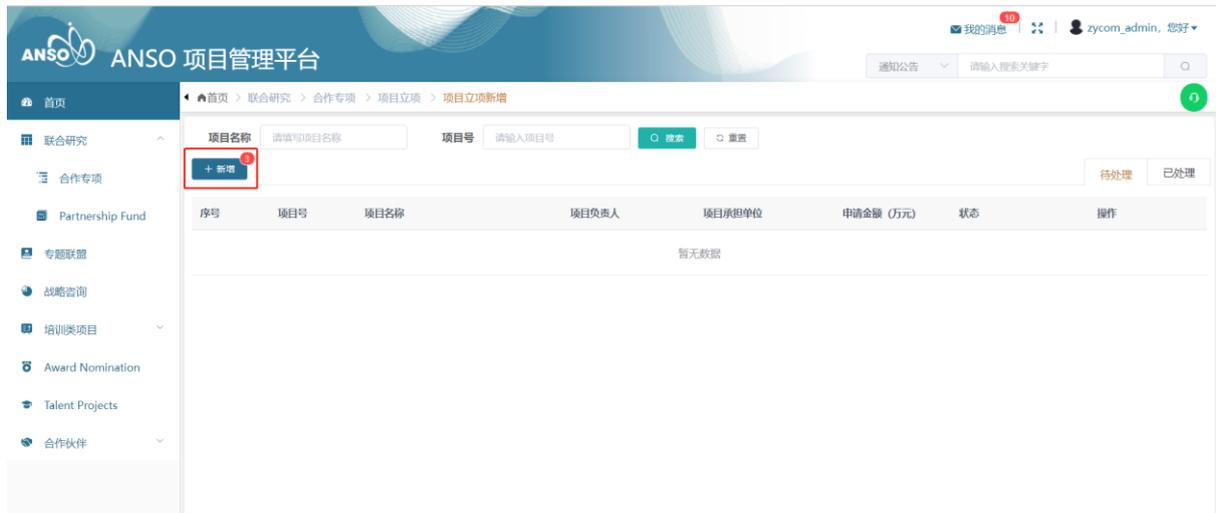 10
我的消息 zycom_admin，您好
ANSO ANSO 项目管理平台
通知公告 请输入搜索关键字
首页
首页 > 联合研究 > 合作专项 > 项目立项 > 项目立项新增
联合研究
项目名称 请填写项目名称 项目号 请输入项目号 搜索 重置
3
+ 新增
合作专项
待处理 已处理
Partnership Fund
序号 项目号 项目名称 项目负责人 项目承担单位 申请金额（万元） 状态 操作
专题联盟
暂无数据
战略咨询
培训类项目
Award Nomination
Talent Projects
合作伙伴